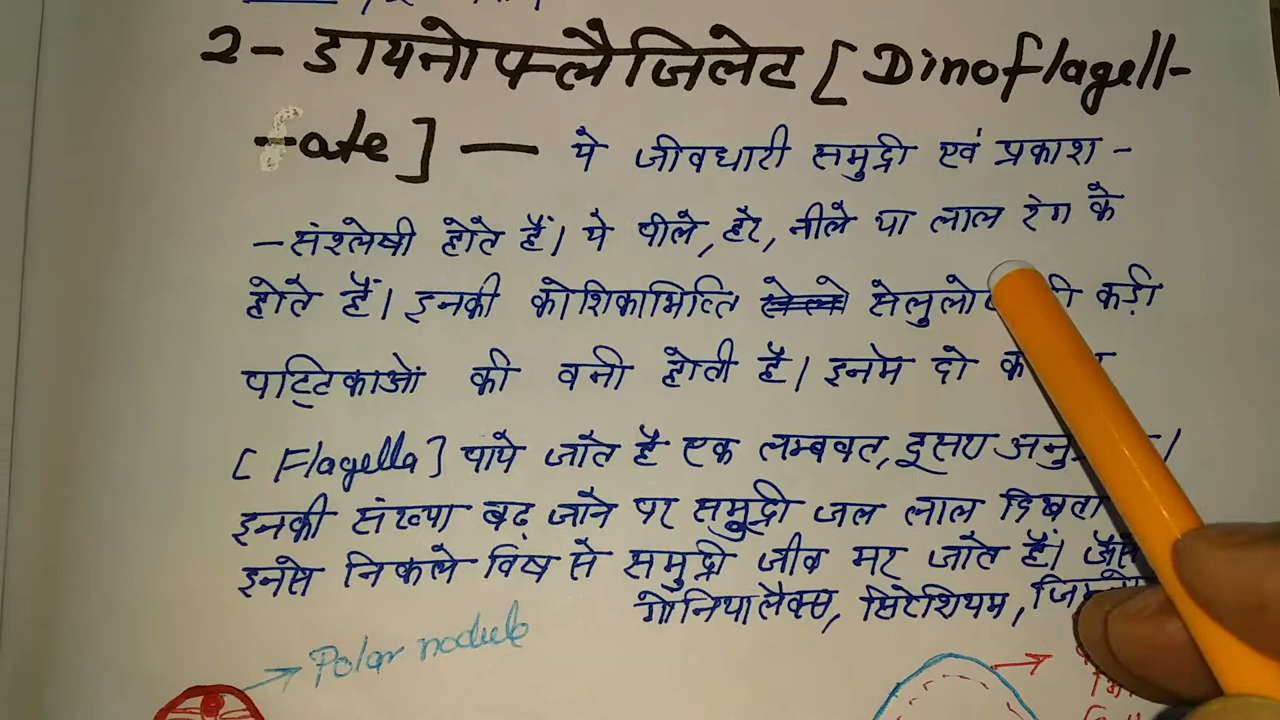 2- डायनोफ्लैजिलेट [Dinoflagell-
-ate] — ये जीवधारी समुद्री एवं प्रकाश-
-संश्लेषी होते हैं। ये पीले, हरे, नीले या लाल रंग के
होते हैं। इनकी कोशिकाभित्ति सेलुलो कड़ी
पट्टिकाओं की बनी होती है। इनमे दो
[Flagella] पाये जाते है एक लम्बवत, दूसरा
इनकी संख्या बढ़ जाने पर समुद्री जल लाल दिखता
इनसे निकले विष से समुद्री जीव मर जाते हैं। जैसे
गोनियालैक्स, सिरेशियम,
Polar nodule